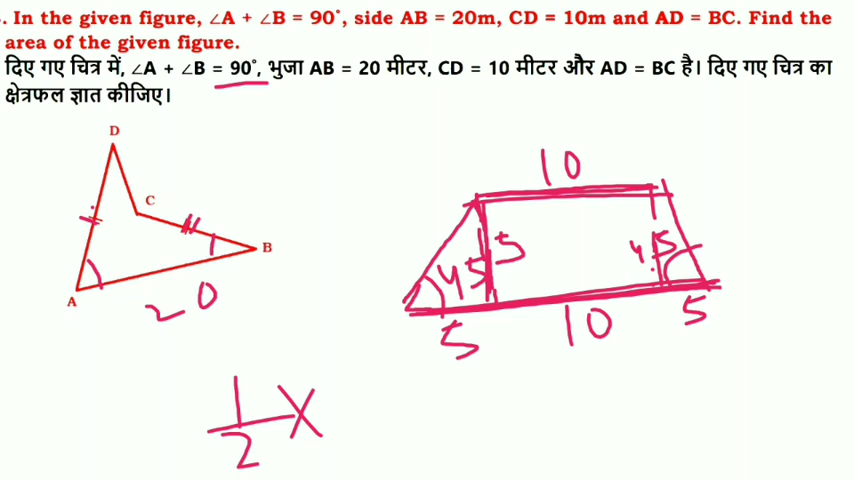 . In the given figure, ∠A + ∠B = 90°, side AB = 20m, CD = 10m and AD = BC. Find the
area of the given figure.
दिए गए चित्र में, ∠A + ∠B = 90°, भुजा AB = 20 मीटर, CD = 10 मीटर और AD = BC है। दिए गए चित्र का
क्षेत्रफल ज्ञात कीजिए।
D
C
B
A
20
10
5
45
45
5
10
5
1/2 X